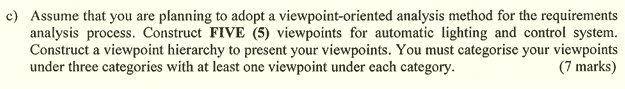 c) Assume that you are planning to adopt a viewpoint-oriented analysis method for the requirements
analysis process. Construct FIVE (5) viewpoints for automatic lighting and control system.
Construct a viewpoint hierarchy to present your viewpoints. You must categorise your viewpoints
under three categories with at least one viewpoint under each category. (7 marks)